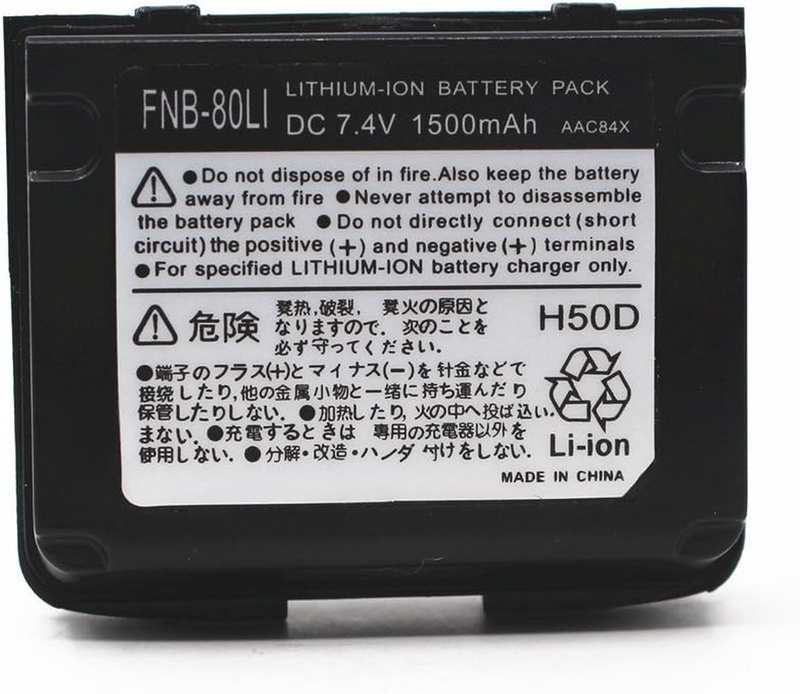 FNB-80LI LITHIUM-ION BATTERY PACK
DC 7.4V 1500mAh AAC84X
●Do not dispose of in fire.Also keep the battery
away from fire ●Never attempt to disassemble
the battery pack ●Do not directly connect(short
circuit)the positive(+)and negative(+) terminals
●For specified LITHIUM-ION battery charger only.
危険
発熱,破裂, 発火の原因と
なりますので. 次のことを
必ず守ってください.
H50D
●端子のフラス(+)とマイナス(−)を針金などで
接続したり,他の金属小物と一緒に持ち運んだり
保管したりしない. ●加熱したり,火の中へ投ば込い.
まない. ●充電するときは 専用の充電器以外を
使用しない. ●分解・改造・ハンダ付けをしない.
Li-ion
MADE IN CHINA